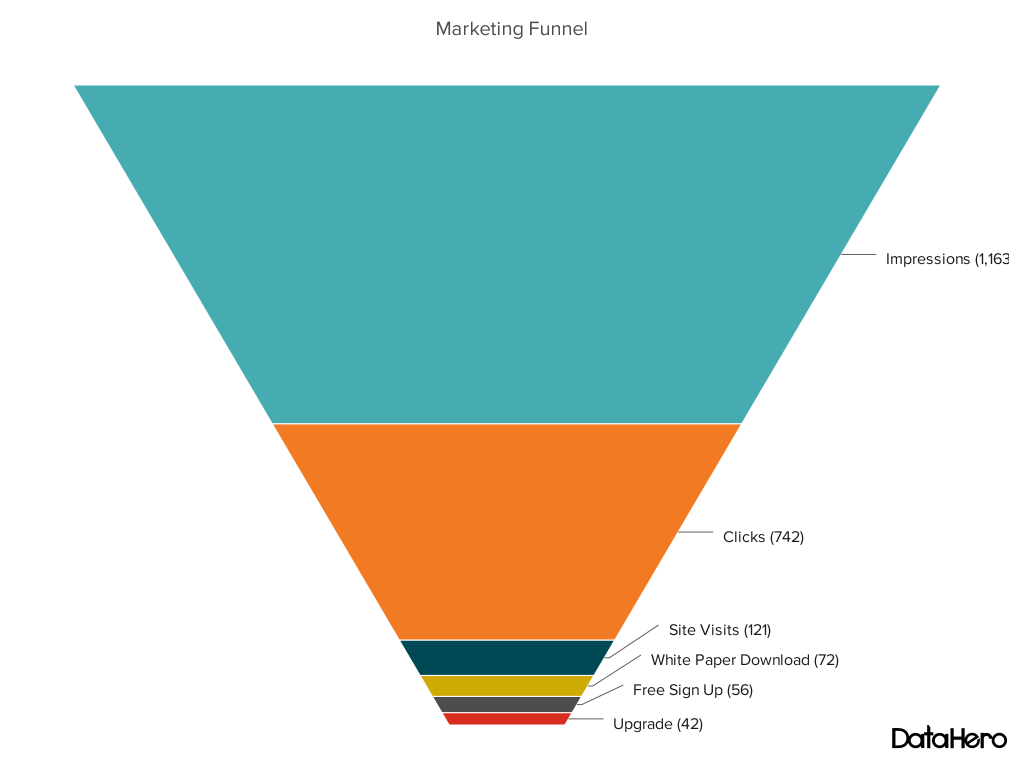 Marketing Funnel
Impressions (1,163
Clicks (742)
Site Visits (121)
White Paper Download (72)
Free Sign Up (56)
Upgrade (42)
DataHero